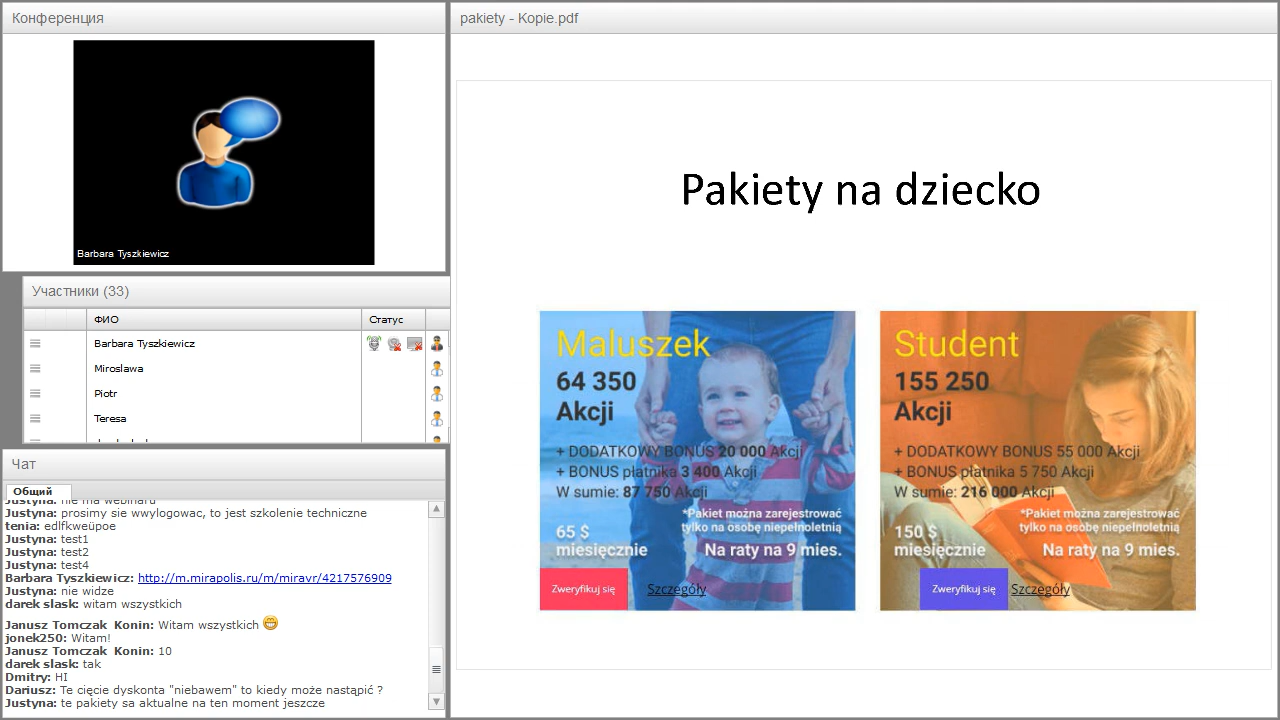 Конференция
Barbara Tyszkiewicz
Участники (33)
ФИО Статус
Barbara Tyszkiewicz
Miroslawa
Piotr
Teresa
Чат
Общий
Justyna: nie ma webinaru
Justyna: prosimy sie wwylogowac, to jest szkolenie techniczne
tenia: edlfkweüpoe
Justyna: test1
Justyna: test2
Justyna: test4
Barbara Tyszkiewicz: http://m.mirapolis.ru/m/miravr/4217576909
Justyna: nie widze
darek slask: witam wszystkich
Janusz Tomczak Konin: Witam wszystkich
jonek250: Witam!
Janusz Tomczak Konin: 10
darek slask: tak
Dmitry: HI
Dariusz: Te cięcie dyskonta "niebawem" to kiedy może nastąpić ?
Justyna: te pakiety sa aktualne na ten moment jeszcze
pakiety - Kopie.pdf
Pakiety na dziecko
Maluszek
64 350
Akcji
+ DODATKOWY BONUS 20 000 Akcji
+ BONUS płatnika 3 400 Akcji
W sumie: 87 750 Akcji
*Pakiet można zarejestrować
tylko na osobę niepełnoletnią
65 $
miesięcznie
Na raty na 9 mies.
Zweryfikuj się
Szczegóły
Student
155 250
Akcji
+ DODATKOWY BONUS 55 000 Akcji
+ BONUS płatnika 5 750 Akcji
W sumie: 216 000 Akcji
*Pakiet można zarejestrować
tylko na osobę niepełnoletnią
150 $
miesięcznie
Na raty na 9 mies.
Zweryfikuj się
Szczegóły